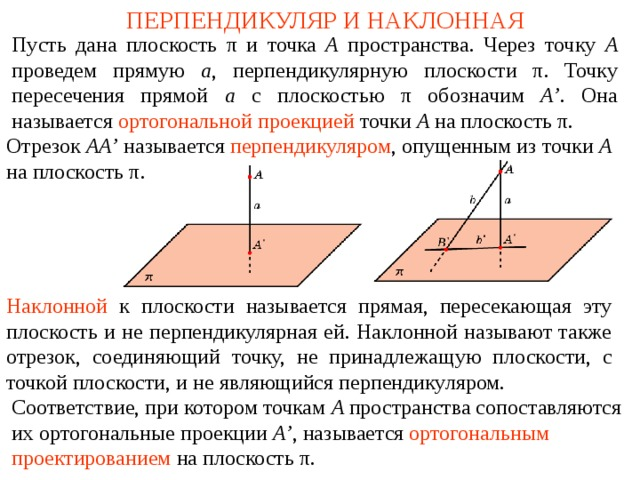 ПЕРПЕНДИКУЛЯР И НАКЛОННАЯ
Пусть дана плоскость π и точка A пространства. Через точку A
проведем прямую a, перпендикулярную плоскости π. Точку
пересечения прямой a с плоскостью π обозначим A’. Она
называется ортогональной проекцией точки A на плоскость π.
Отрезок AA’ называется перпендикуляром, опущенным из точки A
на плоскость π.
A
a
A'
π
A
b
a
B'
b'
A'
π
Наклонной к плоскости называется прямая, пересекающая эту
плоскость и не перпендикулярная ей. Наклонной называют также
отрезок, соединяющий точку, не принадлежащую плоскости, с
точкой плоскости, и не являющийся перпендикуляром.
Соответствие, при котором точкам A пространства сопоставляются
их ортогональные проекции A’, называется ортогональным
проектированием на плоскость π.